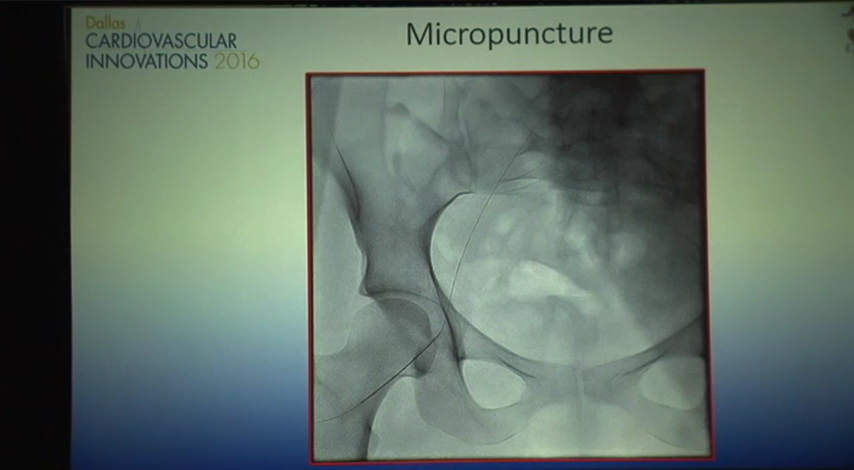 Dallas
CARDIOVASCULAR
INNOVATIONS 2016
Micropuncture